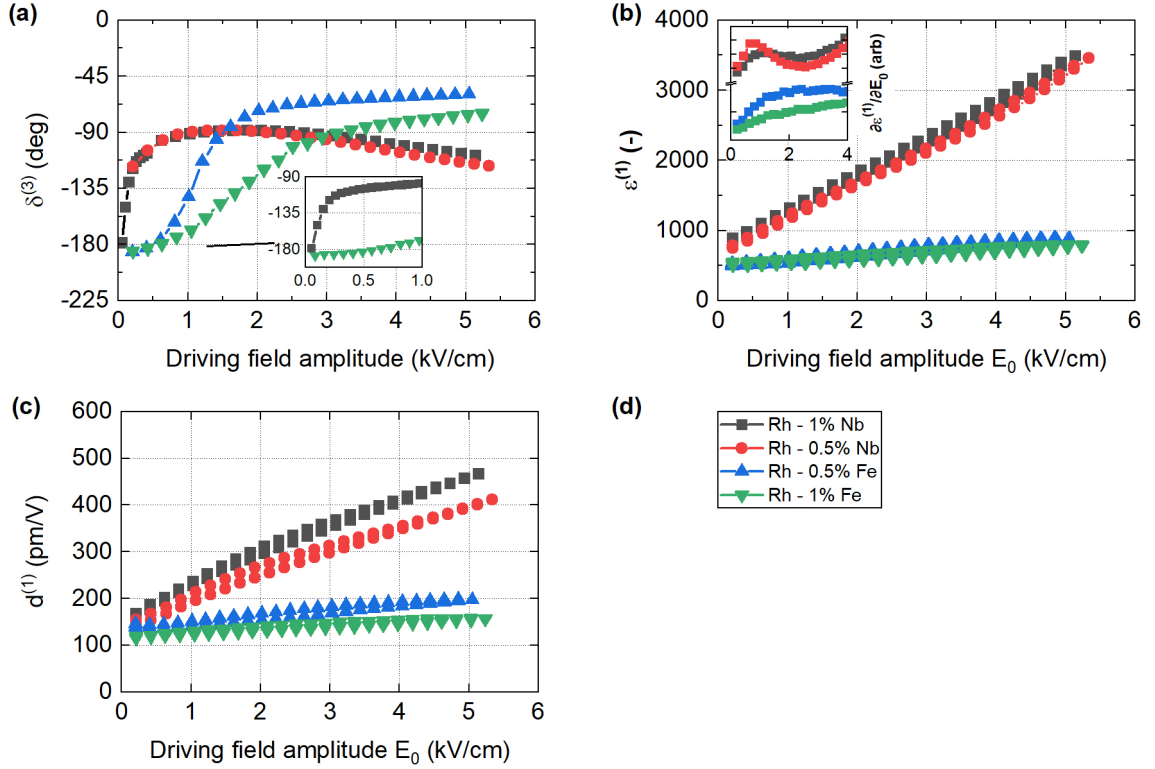 (a)
0
-45
-90
-135
-180
-225
δ(3) (deg)
-90
-135
-180
0.0 0.5 1.0
0 1 2 3 4 5 6
Driving field amplitude (kV/cm)
(b)
4000
3000
2000
1000
0
ε(1) (-)
∂ε(1)/∂E0 (arb)
0 2 4
0 1 2 3 4 5 6
Driving field amplitude E0 (kV/cm)
(c)
600
500
400
300
200
100
0
d(1) (pm/V)
0 1 2 3 4 5 6
Driving field amplitude E0 (kV/cm)
(d)
Rh - 1% Nb
Rh - 0.5% Nb
Rh - 0.5% Fe
Rh - 1% Fe